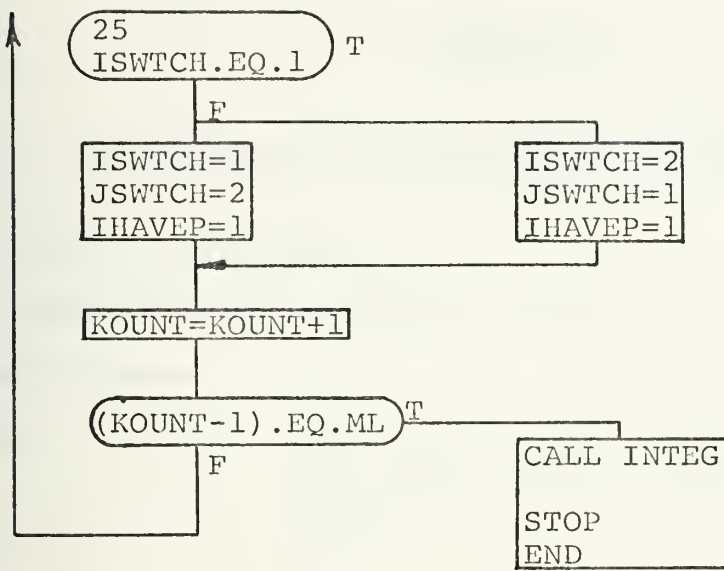 25
ISWTCH.EQ.1
T
F
ISWTCH=1
JSWTCH=2
IHAVEP=1
ISWTCH=2
JSWTCH=1
IHAVEP=1
KOUNT=KOUNT+1
(KOUNT-1).EQ.ML
T
F
CALL INTEG
STOP
END